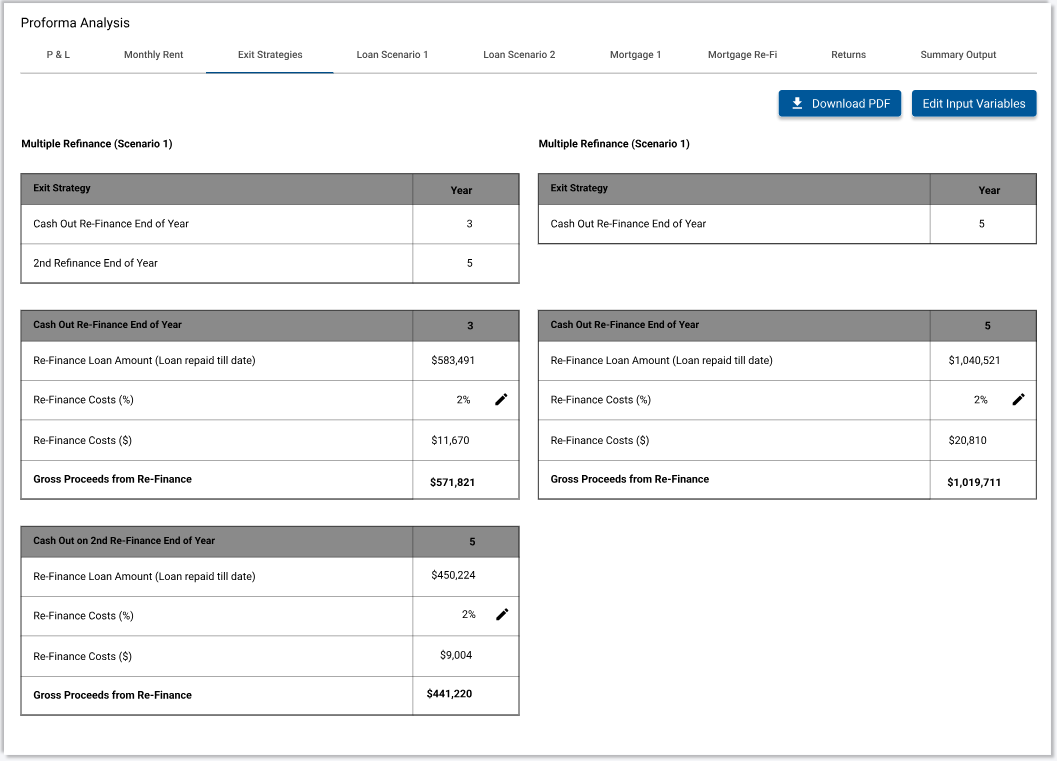 Proforma Analysis
P & L Monthly Rent Exit Strategies Loan Scenario 1 Loan Scenario 2 Mortgage 1 Mortgage Re-Fi Returns Summary Output
Download PDF Edit Input Variables
Multiple Refinance (Scenario 1)
Exit Strategy Year
Cash Out Re-Finance End of Year 3
2nd Refinance End of Year 5
Cash Out Re-Finance End of Year 3
Re-Finance Loan Amount (Loan repaid till date) $583,491
Re-Finance Costs (%) 2%
Re-Finance Costs ($) $11,670
Gross Proceeds from Re-Finance $571,821
Cash Out on 2nd Re-Finance End of Year 5
Re-Finance Loan Amount (Loan repaid till date) $450,224
Re-Finance Costs (%) 2%
Re-Finance Costs ($) $9,004
Gross Proceeds from Re-Finance $441,220
Multiple Refinance (Scenario 1)
Exit Strategy Year
Cash Out Re-Finance End of Year 5
Cash Out Re-Finance End of Year 5
Re-Finance Loan Amount (Loan repaid till date) $1,040,521
Re-Finance Costs (%) 2%
Re-Finance Costs ($) $20,810
Gross Proceeds from Re-Finance $1,019,711